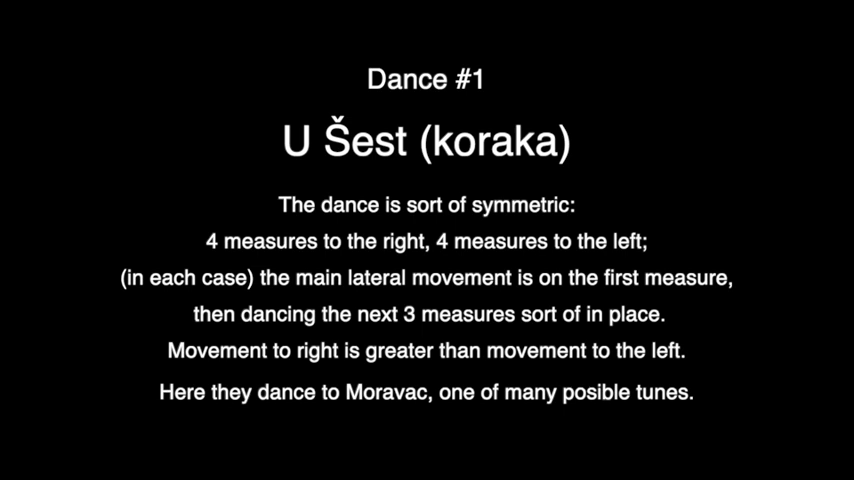 Dance #1
U Šest (koraka)
The dance is sort of symmetric:
4 measures to the right, 4 measures to the left;
(in each case) the main lateral movement is on the first measure,
then dancing the next 3 measures sort of in place.
Movement to right is greater than movement to the left.
Here they dance to Moravac, one of many posible tunes.